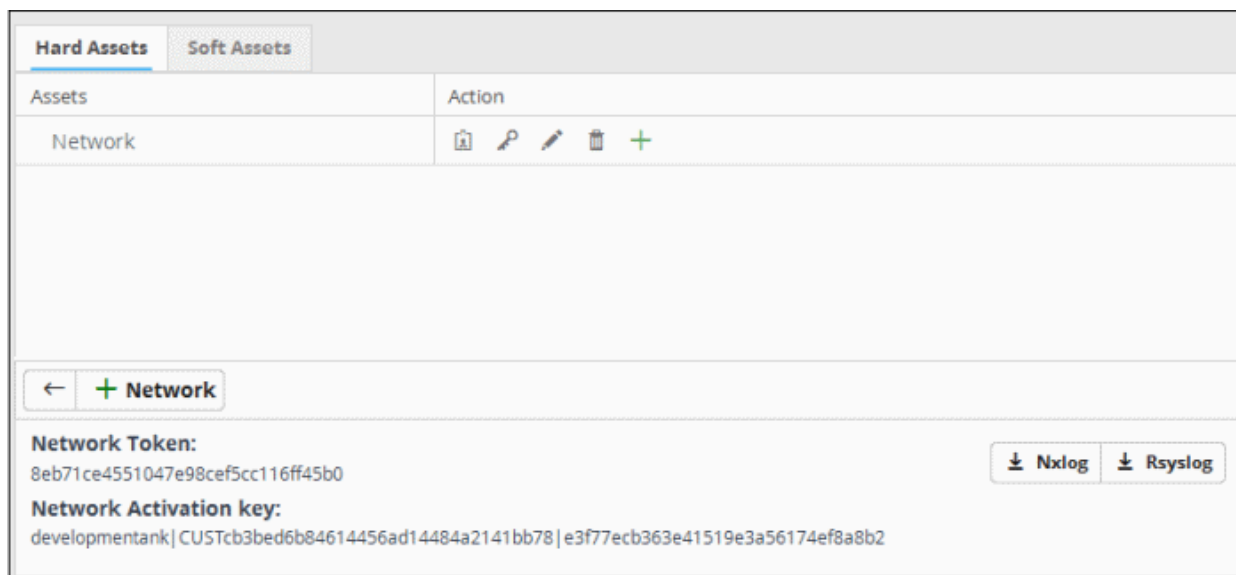 Hard Assets Soft Assets
Assets Action
Network
+ Network
Network Token:
8eb71ce4551047e98cef5cc116ff45b0
Nxlog Rsyslog
Network Activation key:
developmentank|CUSTcb3bed6b84614456ad14484a2141bb78|e3f77ecb363e41519e3a56174ef8a8b2